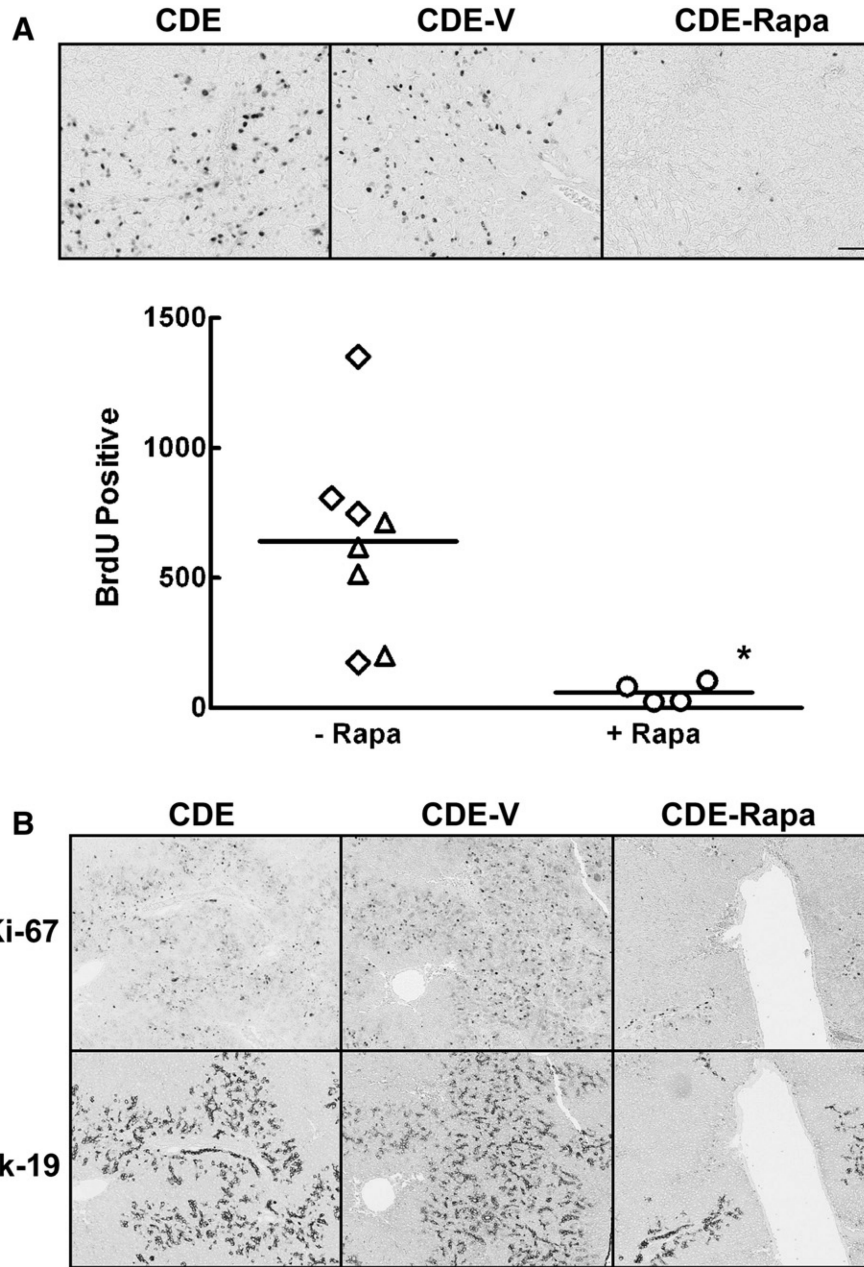 A
CDE CDE-V CDE-Rapa
1500
1000
500
0
BrdU Positive
*
- Rapa + Rapa
B
CDE CDE-V CDE-Rapa
Ki-67
k-19